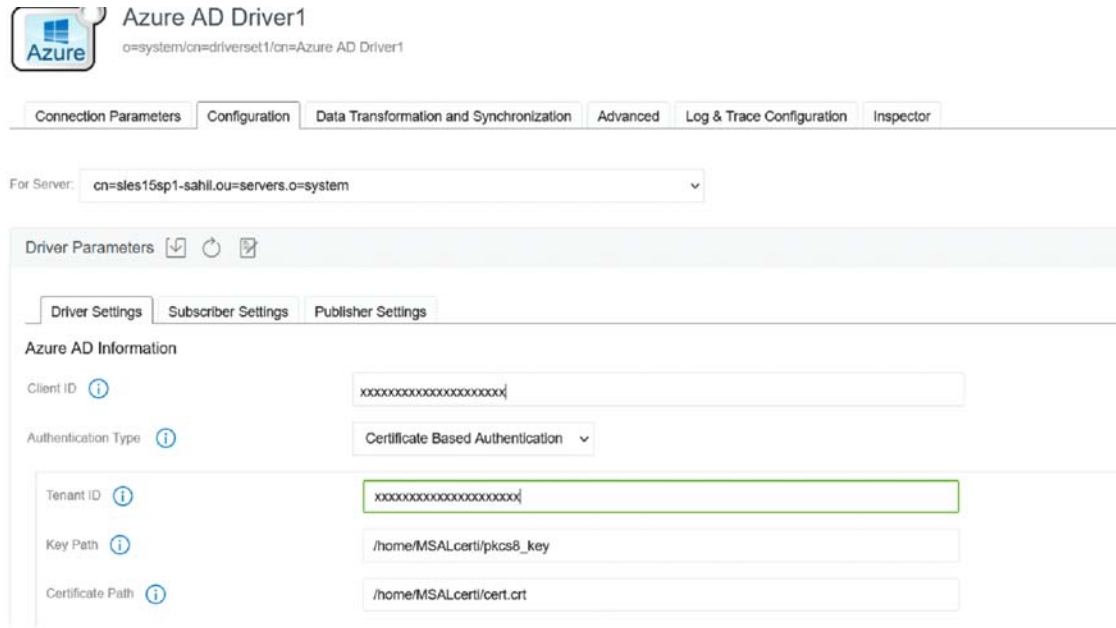 Azure AD Driver1
Azure
o=system/cn=driverset1/cn=Azure AD Driver1
Connection Parameters Configuration Data Transformation and Synchronization Advanced Log & Trace Configuration Inspector
For Server: cn=sles15sp1-sahil.ou=servers.o=system
Driver Parameters
Driver Settings Subscriber Settings Publisher Settings
Azure AD Information
Client ID xxxxxxxxxxxxxxxxxxxxxx
Authentication Type Certificate Based Authentication
Tenant ID xxxxxxxxxxxxxxxxxxxxxx
Key Path /home/MSALcerti/pkcs8_key
Certificate Path /home/MSALcerti/cert.crt